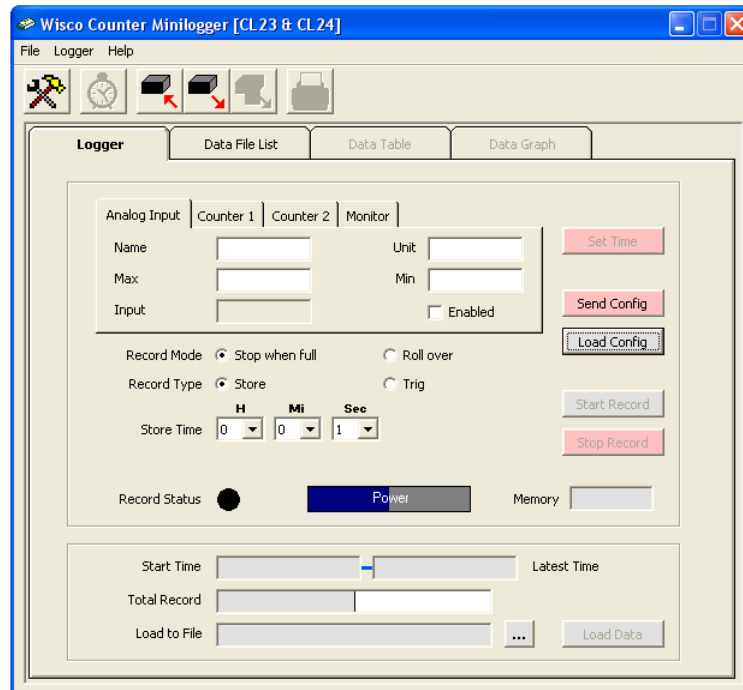 Wisco Counter Minilogger [CL23 & CL24]
File Logger Help
Logger Data File List Data Table Data Graph
Analog Input Counter 1 Counter 2 Monitor
Name Unit Set Time
Max Min
Input Enabled Send Config
Load Config
Record Mode Stop when full Roll over
Record Type Store Trig
Start Record
H Mi Sec
Store Time 0 0 1
Stop Record
Record Status Power Memory
Start Time Latest Time
Total Record
Load to File ... Load Data